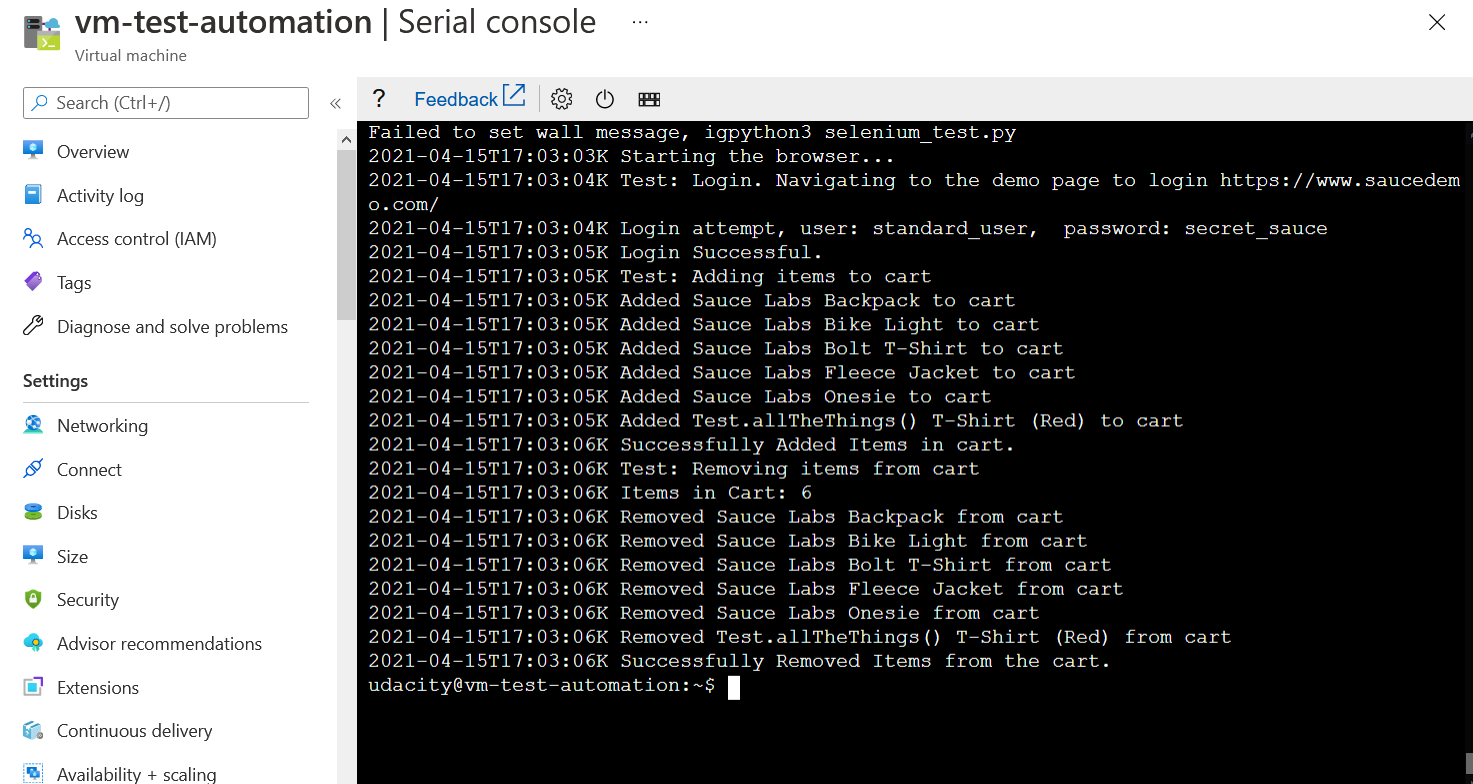 vm-test-automation | Serial console ...
Virtual machine
Search (Ctrl+/)
«
Overview
Activity log
Access control (IAM)
Tags
Diagnose and solve problems
Settings
Networking
Connect
Disks
Size
Security
Advisor recommendations
Extensions
Continuous delivery
Availability + scaling
? Feedback
Failed to set wall message, igpython3 selenium_test.py
2021-04-15T17:03:03K Starting the browser...
2021-04-15T17:03:04K Test: Login. Navigating to the demo page to login https://www.saucedem
o.com/
2021-04-15T17:03:04K Login attempt, user: standard_user,  password: secret_sauce
2021-04-15T17:03:05K Login Successful.
2021-04-15T17:03:05K Test: Adding items to cart
2021-04-15T17:03:05K Added Sauce Labs Backpack to cart
2021-04-15T17:03:05K Added Sauce Labs Bike Light to cart
2021-04-15T17:03:05K Added Sauce Labs Bolt T-Shirt to cart
2021-04-15T17:03:05K Added Sauce Labs Fleece Jacket to cart
2021-04-15T17:03:05K Added Sauce Labs Onesie to cart
2021-04-15T17:03:05K Added Test.allTheThings() T-Shirt (Red) to cart
2021-04-15T17:03:06K Successfully Added Items in cart.
2021-04-15T17:03:06K Test: Removing items from cart
2021-04-15T17:03:06K Items in Cart: 6
2021-04-15T17:03:06K Removed Sauce Labs Backpack from cart
2021-04-15T17:03:06K Removed Sauce Labs Bike Light from cart
2021-04-15T17:03:06K Removed Sauce Labs Bolt T-Shirt from cart
2021-04-15T17:03:06K Removed Sauce Labs Fleece Jacket from cart
2021-04-15T17:03:06K Removed Sauce Labs Onesie from cart
2021-04-15T17:03:06K Removed Test.allTheThings() T-Shirt (Red) from cart
2021-04-15T17:03:06K Successfully Removed Items from the cart.
udacity@vm-test-automation:~$